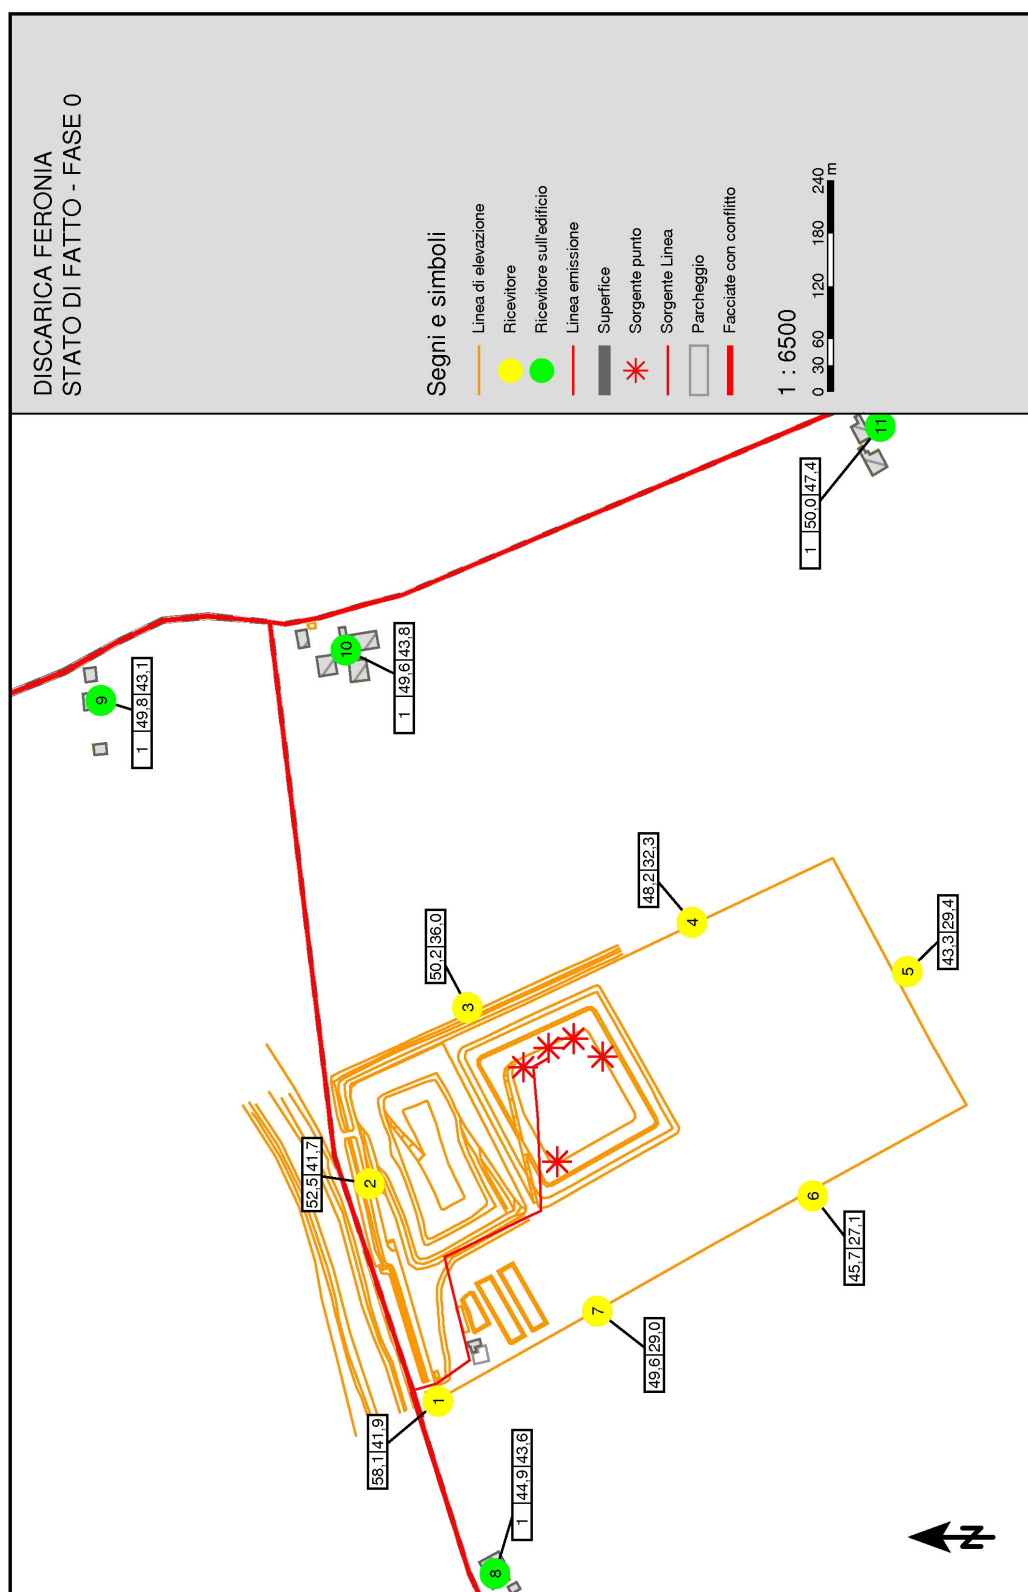 DISCARICA FERONIA
STATO DI FATTO - FASE 0
Segni e simboli
Linea di elevazione
Ricevitore
Ricevitore sull'edificio
Linea emissione
Superfice
Sorgente punto
Sorgente Linea
Parcheggio
Facciate con conflitto
1 : 6500
0 30 60 120 180 240
m
8
1 44,9 43,6
1
58,1 41,9
2
52,5 41,7
3
50,2 36,0
4
48,2 32,3
5
43,3 29,4
6
45,7 27,1
7
49,6 29,0
9
1 49,8 43,1
10
1 49,6 43,8
11
1 50,0 47,4
N